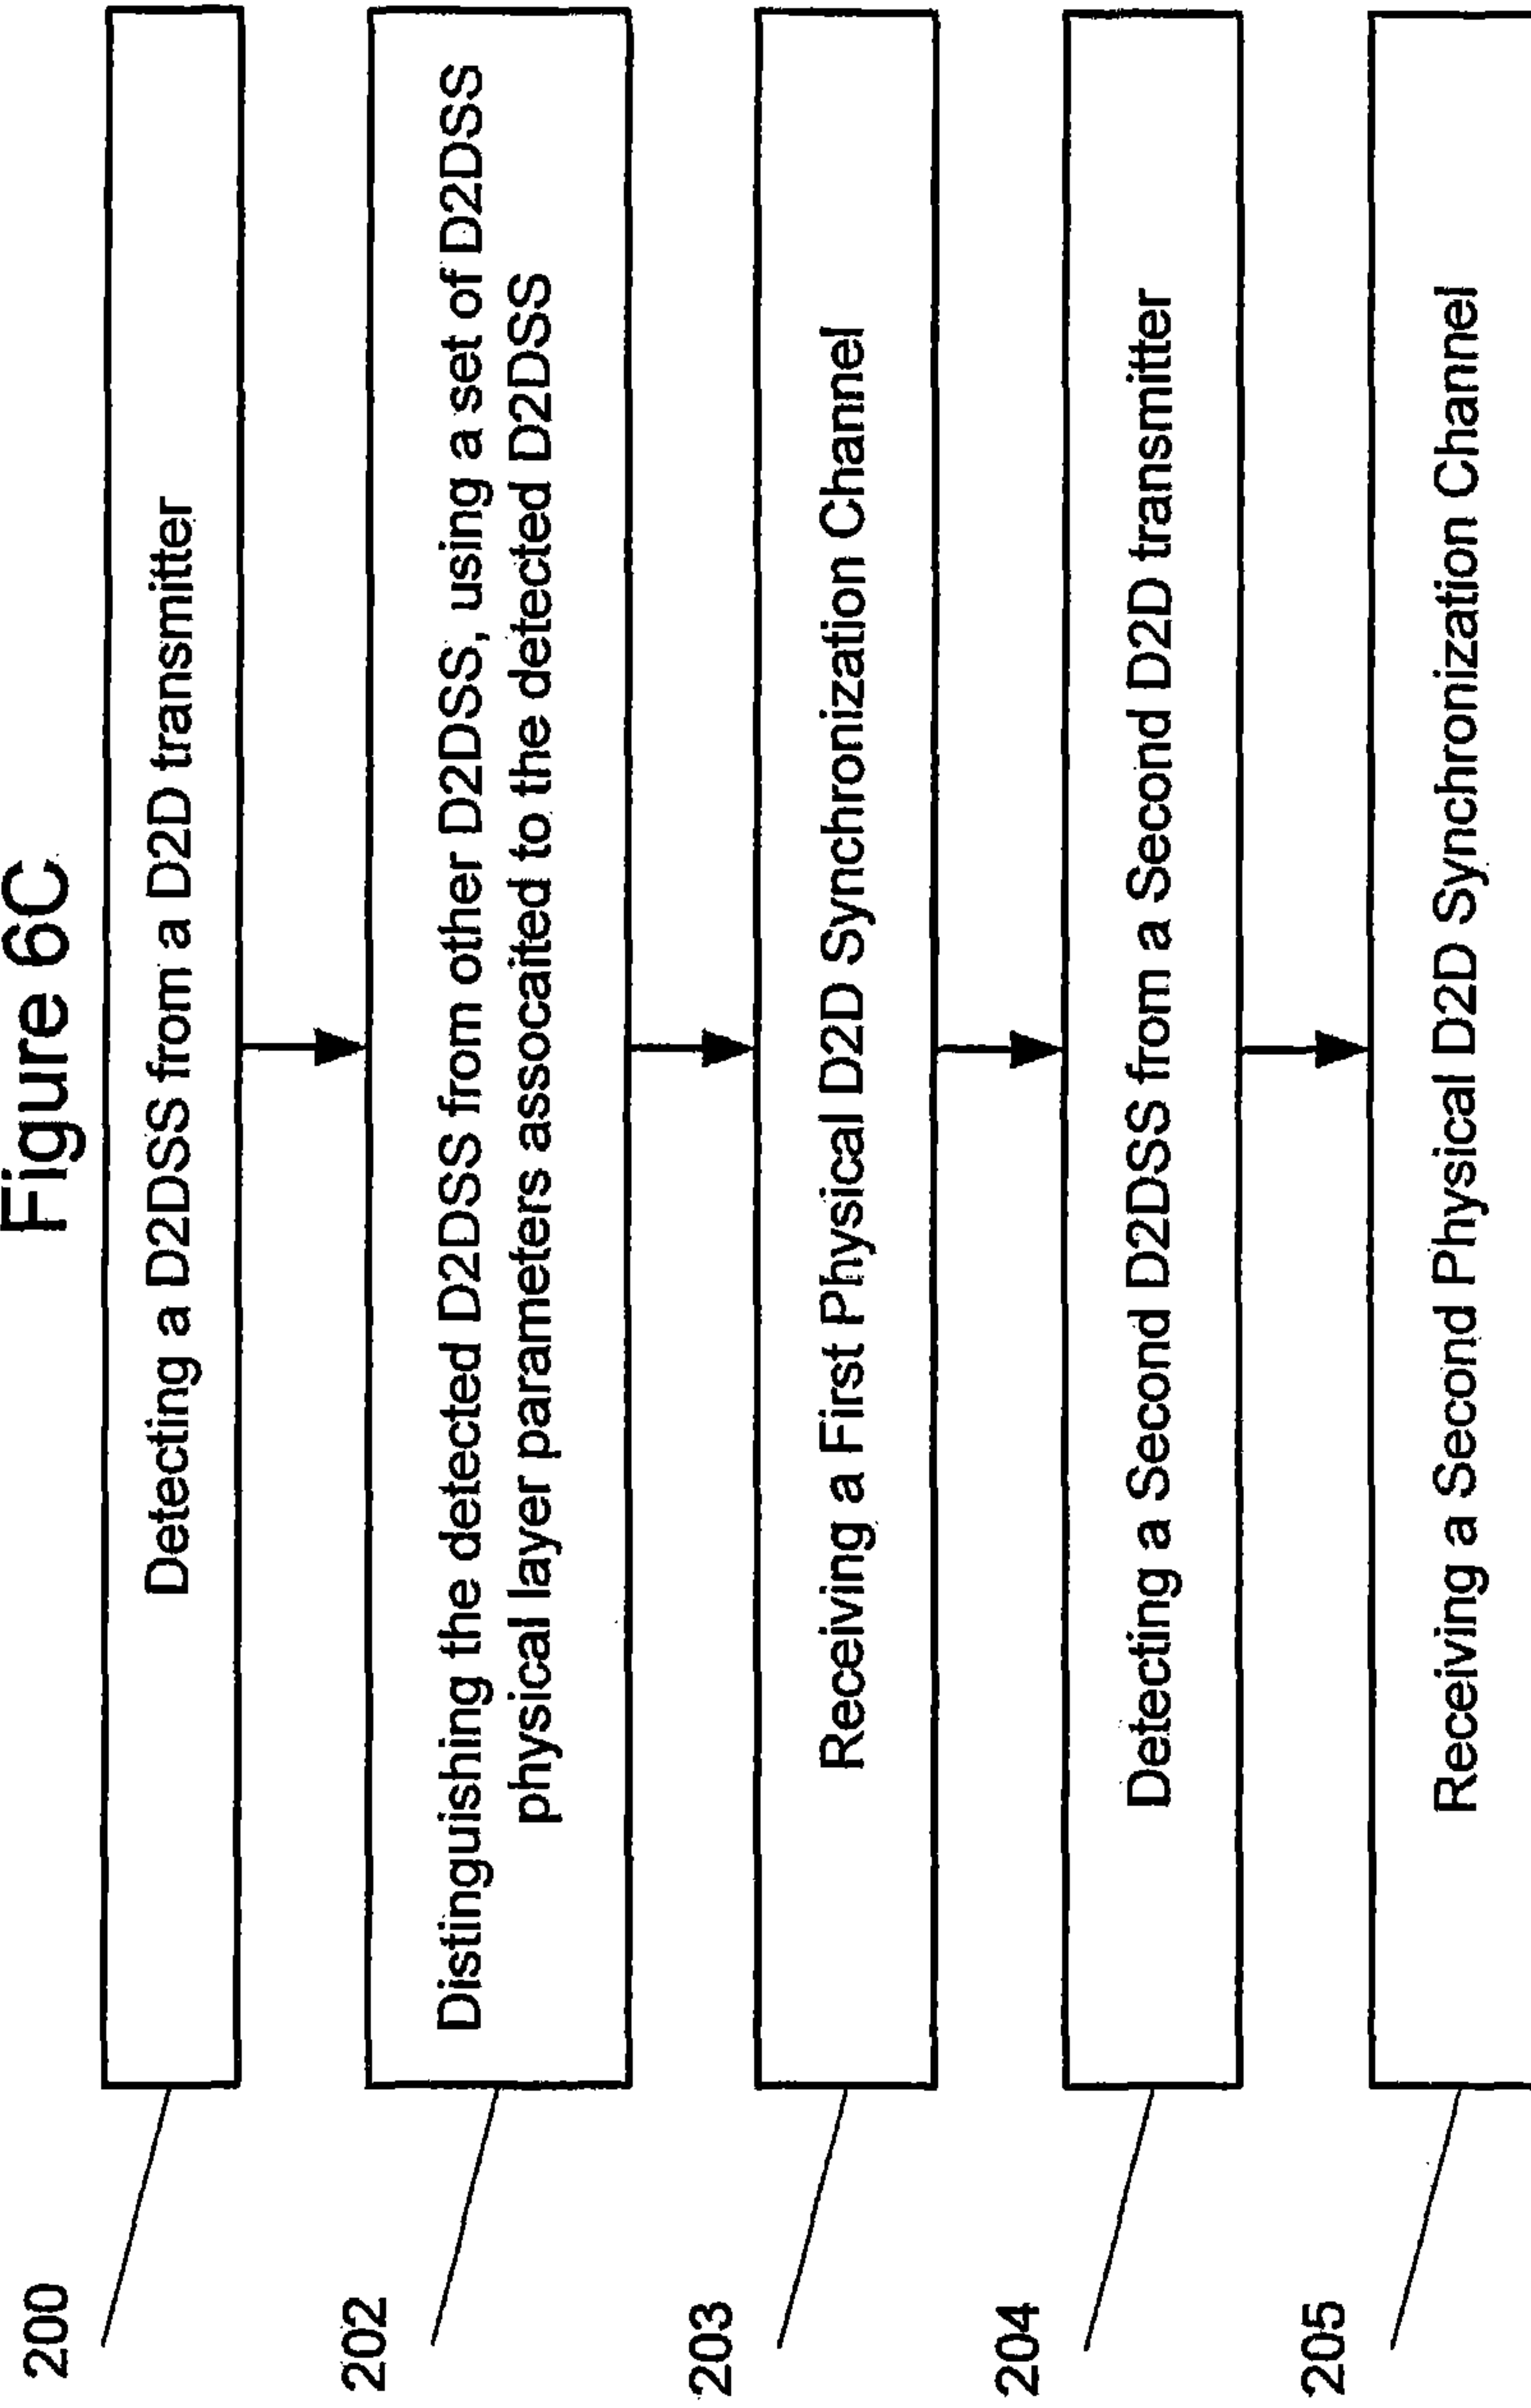 Figure 6C
200
Detecting a D2DSS from a D2D transmitter
202
Distinguishing the detected D2DSS from other D2DSS, using a set of D2DSS
physical layer parameters assocaited to the detected D2DSS
203
Receiving a First Physical D2D Synchronization Channel
204
Detecting a Second D2DSS from a Second D2D transmitter
205
Receiving a Second Physical D2D Synchronization Channel